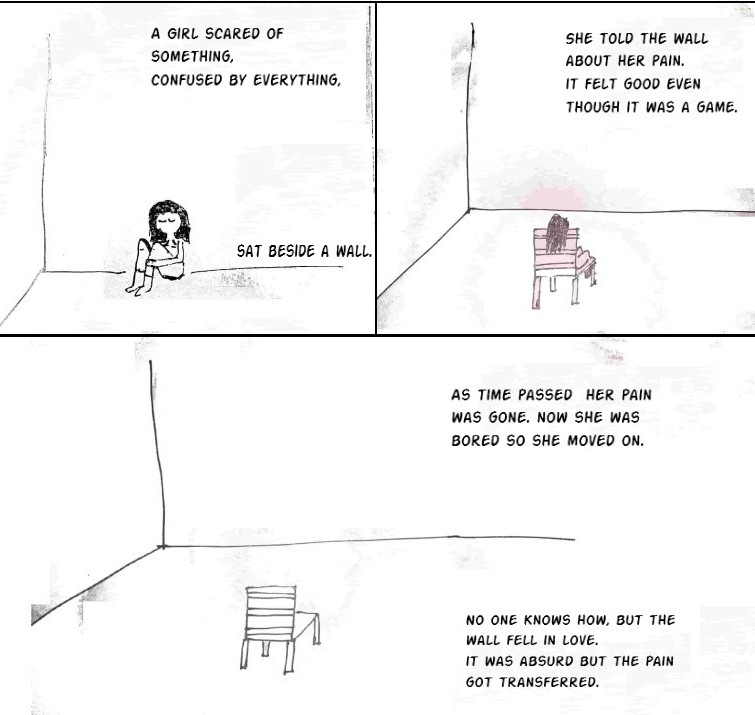 A GIRL SCARED OF
SOMETHING,
CONFUSED BY EVERYTHING,
SAT BESIDE A WALL.
SHE TOLD THE WALL
ABOUT HER PAIN.
IT FELT GOOD EVEN
THOUGH IT WAS A GAME.
AS TIME PASSED HER PAIN
WAS GONE. NOW SHE WAS
BORED SO SHE MOVED ON.
NO ONE KNOWS HOW, BUT THE
WALL FELL IN LOVE.
IT WAS ABSURD BUT THE PAIN
GOT TRANSFERRED.